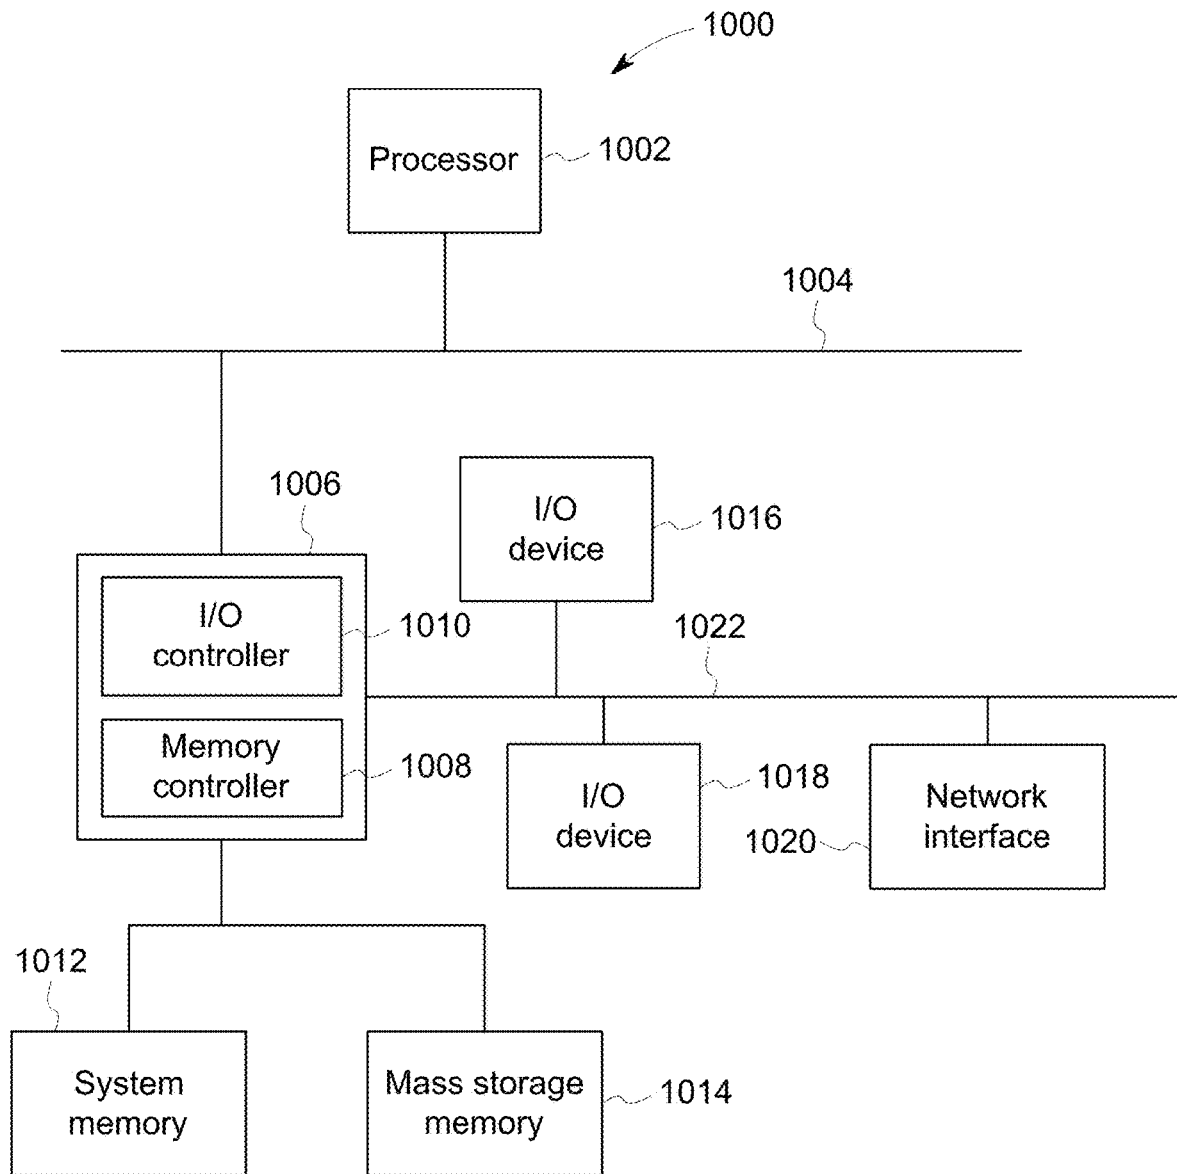 1000
Processor
1002
1004
1006
I/O
device
1016
I/O
controller
1010
1022
Memory
controller
1008
I/O
device
1018
Network
interface
1020
1012
System
memory
Mass storage
memory
1014